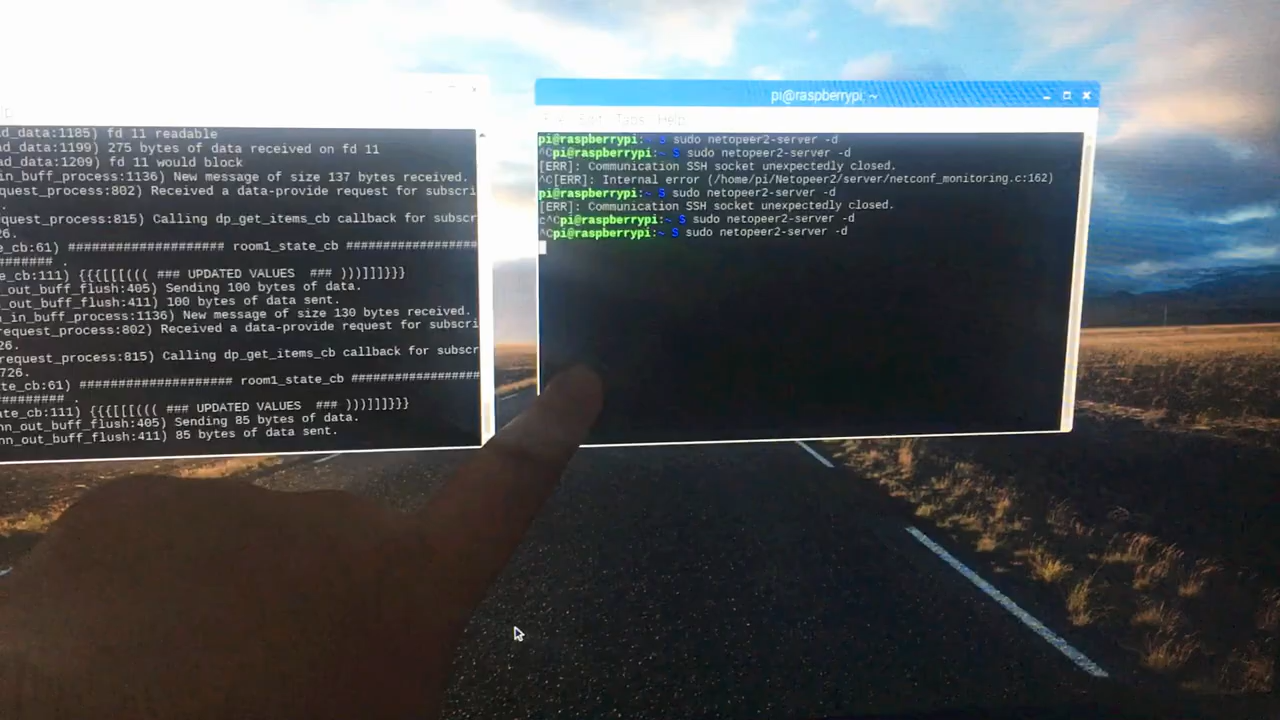 ad_data:1185) fd 11 readable
ad_data:1199) 275 bytes of data received on fd 11
ad_data:1209) fd 11 would block
in_buff_process:1136) New message of size 137 bytes received.
quest_process:802) Received a data-provide request for subscri
.
quest_process:815) Calling dp_get_items_cb callback for subscr
26.
e_cb:61) #################### room1_state_cb #################
####### .
e_cb:111) {{{[[[((( ### UPDATED VALUES ### )))]]]}}}
_out_buff_flush:405) Sending 100 bytes of data.
_out_buff_flush:411) 100 bytes of data sent.
n_in_buff_process:1136) New message of size 130 bytes received.
request_process:802) Received a data-provide request for subscri
26.
request_process:815) Calling dp_get_items_cb callback for subscr
726.
te_cb:61) #################### room1_state_cb #################
######### .
ate_cb:111) {{{[[[((( ### UPDATED VALUES ### )))]]]}}}
nn_out_buff_flush:405) Sending 85 bytes of data.
nn_out_buff_flush:411) 85 bytes of data sent.
pi@raspberrypi: ~
File Edit Tabs Help
pi@raspberrypi:~ $ sudo netopeer2-server -d
^Cpi@raspberrypi:~ $ sudo netopeer2-server -d
[ERR]: Communication SSH socket unexpectedly closed.
^C[ERR]: Internal error (/home/pi/Netopeer2/server/netconf_monitoring.c:162)
pi@raspberrypi:~ $ sudo netopeer2-server -d
[ERR]: Communication SSH socket unexpectedly closed.
c^Cpi@raspberrypi:~ $ sudo netopeer2-server -d
^Cpi@raspberrypi:~ $ sudo netopeer2-server -d